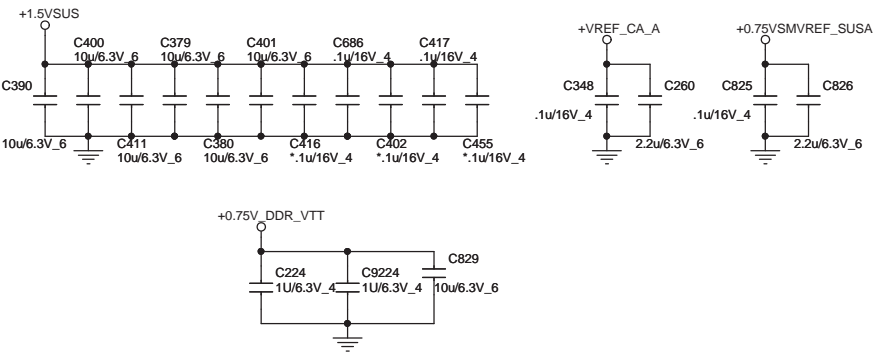 +1.5VSUS
C390
10u/6.3V_6
C400
10u/6.3V_6
C411
10u/6.3V_6
C379
10u/6.3V_6
C380
10u/6.3V_6
C401
10u/6.3V_6
C416
*.1u/16V_4
C686
.1u/16V_4
C402
*.1u/16V_4
C417
.1u/16V_4
C455
*.1u/16V_4
+VREF_CA_A
C348
.1u/16V_4
C260
2.2u/6.3V_6
+0.75VSMVREF_SUSA
C825
.1u/16V_4
C826
2.2u/6.3V_6
+0.75V_DDR_VTT
C224
1U/6.3V_4
C9224
1U/6.3V_4
C829
10u/6.3V_6